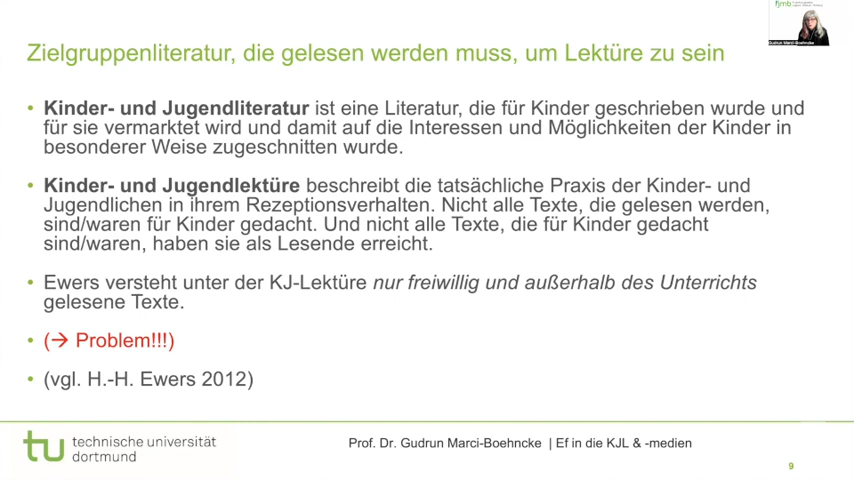 fjmb
Gudrun Marci-Boehncke
Zielgruppenliteratur, die gelesen werden muss, um Lektüre zu sein
• Kinder- und Jugendliteratur ist eine Literatur, die für Kinder geschrieben wurde und
für sie vermarktet wird und damit auf die Interessen und Möglichkeiten der Kinder in
besonderer Weise zugeschnitten wurde.
• Kinder- und Jugendlektüre beschreibt die tatsächliche Praxis der Kinder- und
Jugendlichen in ihrem Rezeptionsverhalten. Nicht alle Texte, die gelesen werden,
sind/waren für Kinder gedacht. Und nicht alle Texte, die für Kinder gedacht
sind/waren, haben sie als Lesende erreicht.
• Ewers versteht unter der KJ-Lektüre nur freiwillig und außerhalb des Unterrichts
gelesene Texte.
• (→ Problem!!!)
• (vgl. H.-H. Ewers 2012)
tu technische universität
dortmund
Prof. Dr. Gudrun Marci-Boehncke | Ef in die KJL & -medien
9